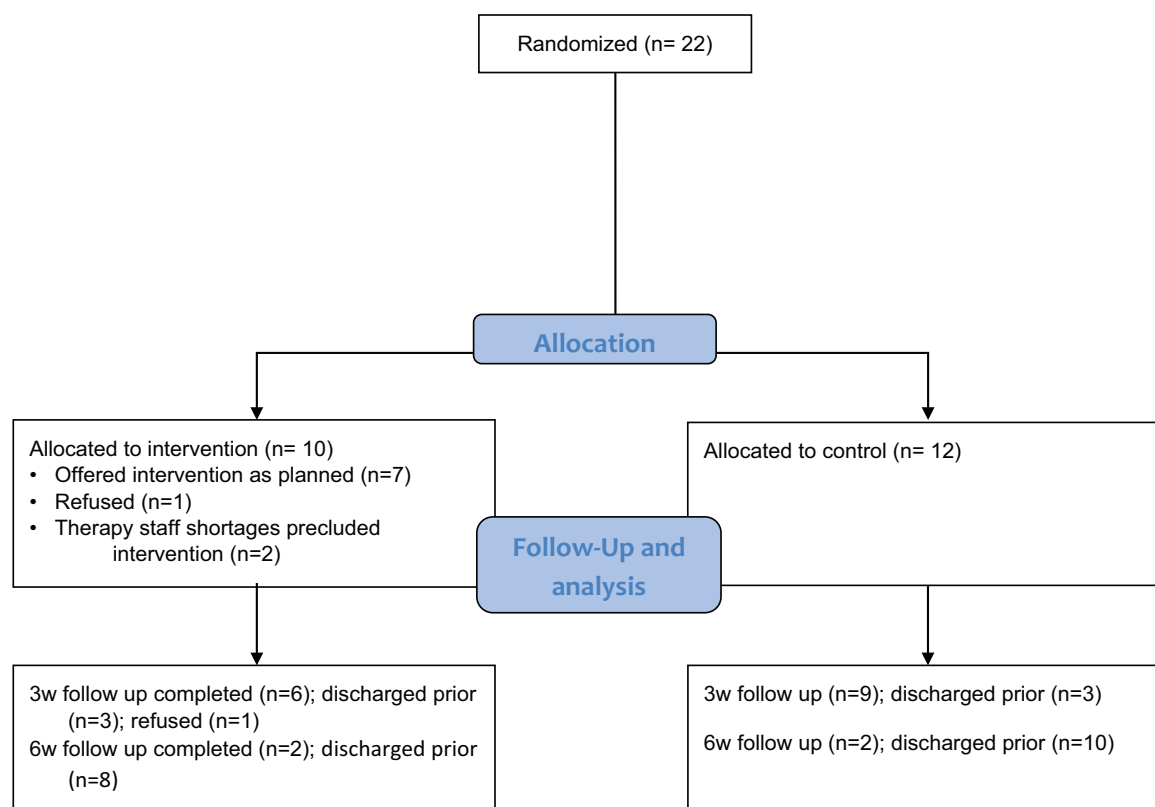 Randomized (n= 22)
Allocation
Allocated to intervention (n= 10)
• Offered intervention as planned (n=7)
• Refused (n=1)
• Therapy staff shortages precluded
intervention (n=2)
Allocated to control (n= 12)
Follow-Up and
analysis
3w follow up completed (n=6); discharged prior
(n=3); refused (n=1)
6w follow up completed (n=2); discharged prior
(n=8)
3w follow up (n=9); discharged prior (n=3)
6w follow up (n=2); discharged prior (n=10)